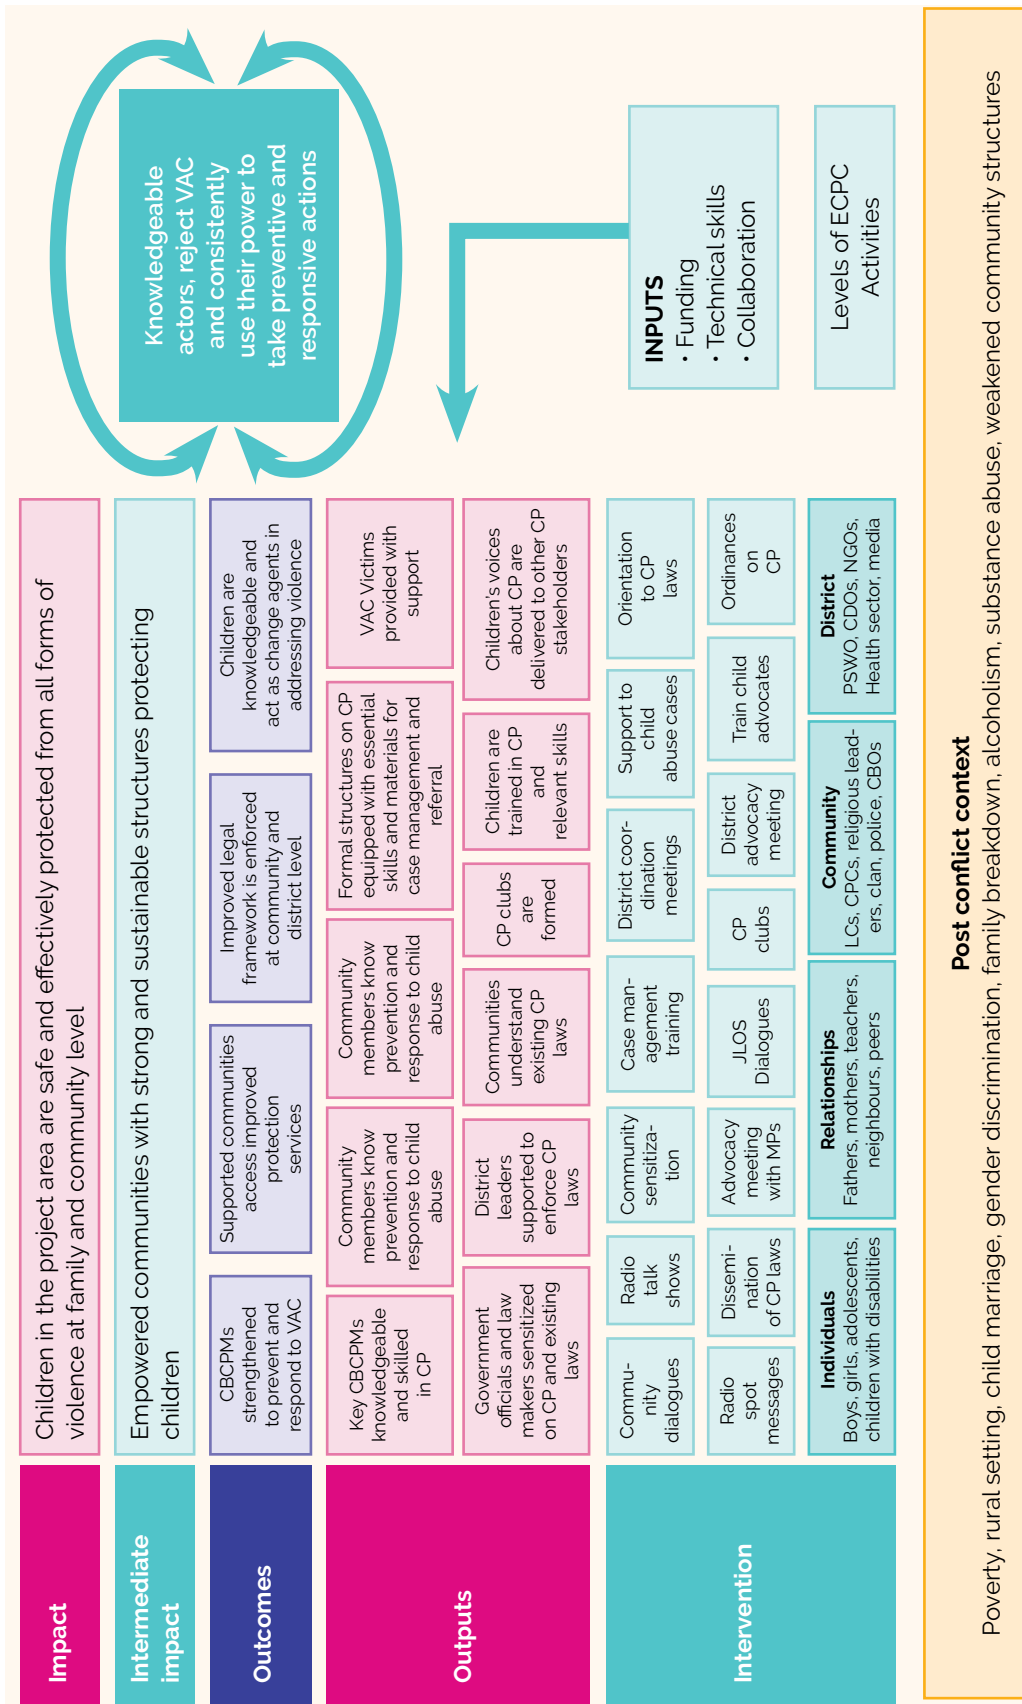 Impact
Children in the project area are safe and effectively protected from all forms of
violence at family and community level
Intermediate
impact
Empowered communities with strong and sustainable structures protecting
children
Outcomes
CBCPMs
strengthened
to prevent and
respond to VAC
Supported communities
access improved
protection
services
Improved legal
framework is enforced
at community and
district level
Children are
knowledgeable and
act as change agents in
addressing violence
Outputs
Key CBCPMs
knowledgeable
and skilled
in CP
Community
members know
prevention and
response to child
abuse
Community
members know
prevention and
response to child
abuse
Formal structures on CP
equipped with essential
skills and materials for
case management and
referral
VAC Victims
provided with
support
Government
officials and law
makers sensitized
on CP and existing
laws
District
leaders
supported to
enforce CP
laws
Communities
understand
existing CP
laws
CP clubs
are
formed
Children are
trained in CP
and
relevant skills
Children's voices
about CP are
delivered to other CP
stakeholders
Intervention
Commu-
nity
dialogues
Radio
talk
shows
Community
sensitiza-
tion
Case man-
agement
training
District coor-
dination
meetings
Support to
child
abuse cases
Orientation
to CP
laws
Radio
spot
messages
Dissemi-
nation
of CP laws
Advocacy
meeting
with MPs
JLOS
Dialogues
CP
clubs
District
advocacy
meeting
Train child
advocates
Ordinances
on
CP
Individuals
Boys, girls, adolescents,
children with disabilities
Relationships
Fathers, mothers, teachers,
neighbours, peers
Community
LCs, CPCs, religious lead-
ers, clan, police, CBOs
District
PSWO, CDOs, NGOs,
Health sector, media
Knowledgeable
actors, reject VAC
and consistently
use their power to
take preventive and
responsive actions
INPUTS
• Funding
• Technical skills
• Collaboration
Levels of ECPC
Activities
Post conflict context
Poverty, rural setting, child marriage, gender discrimination, family breakdown, alcoholism, substance abuse, weakened community structures